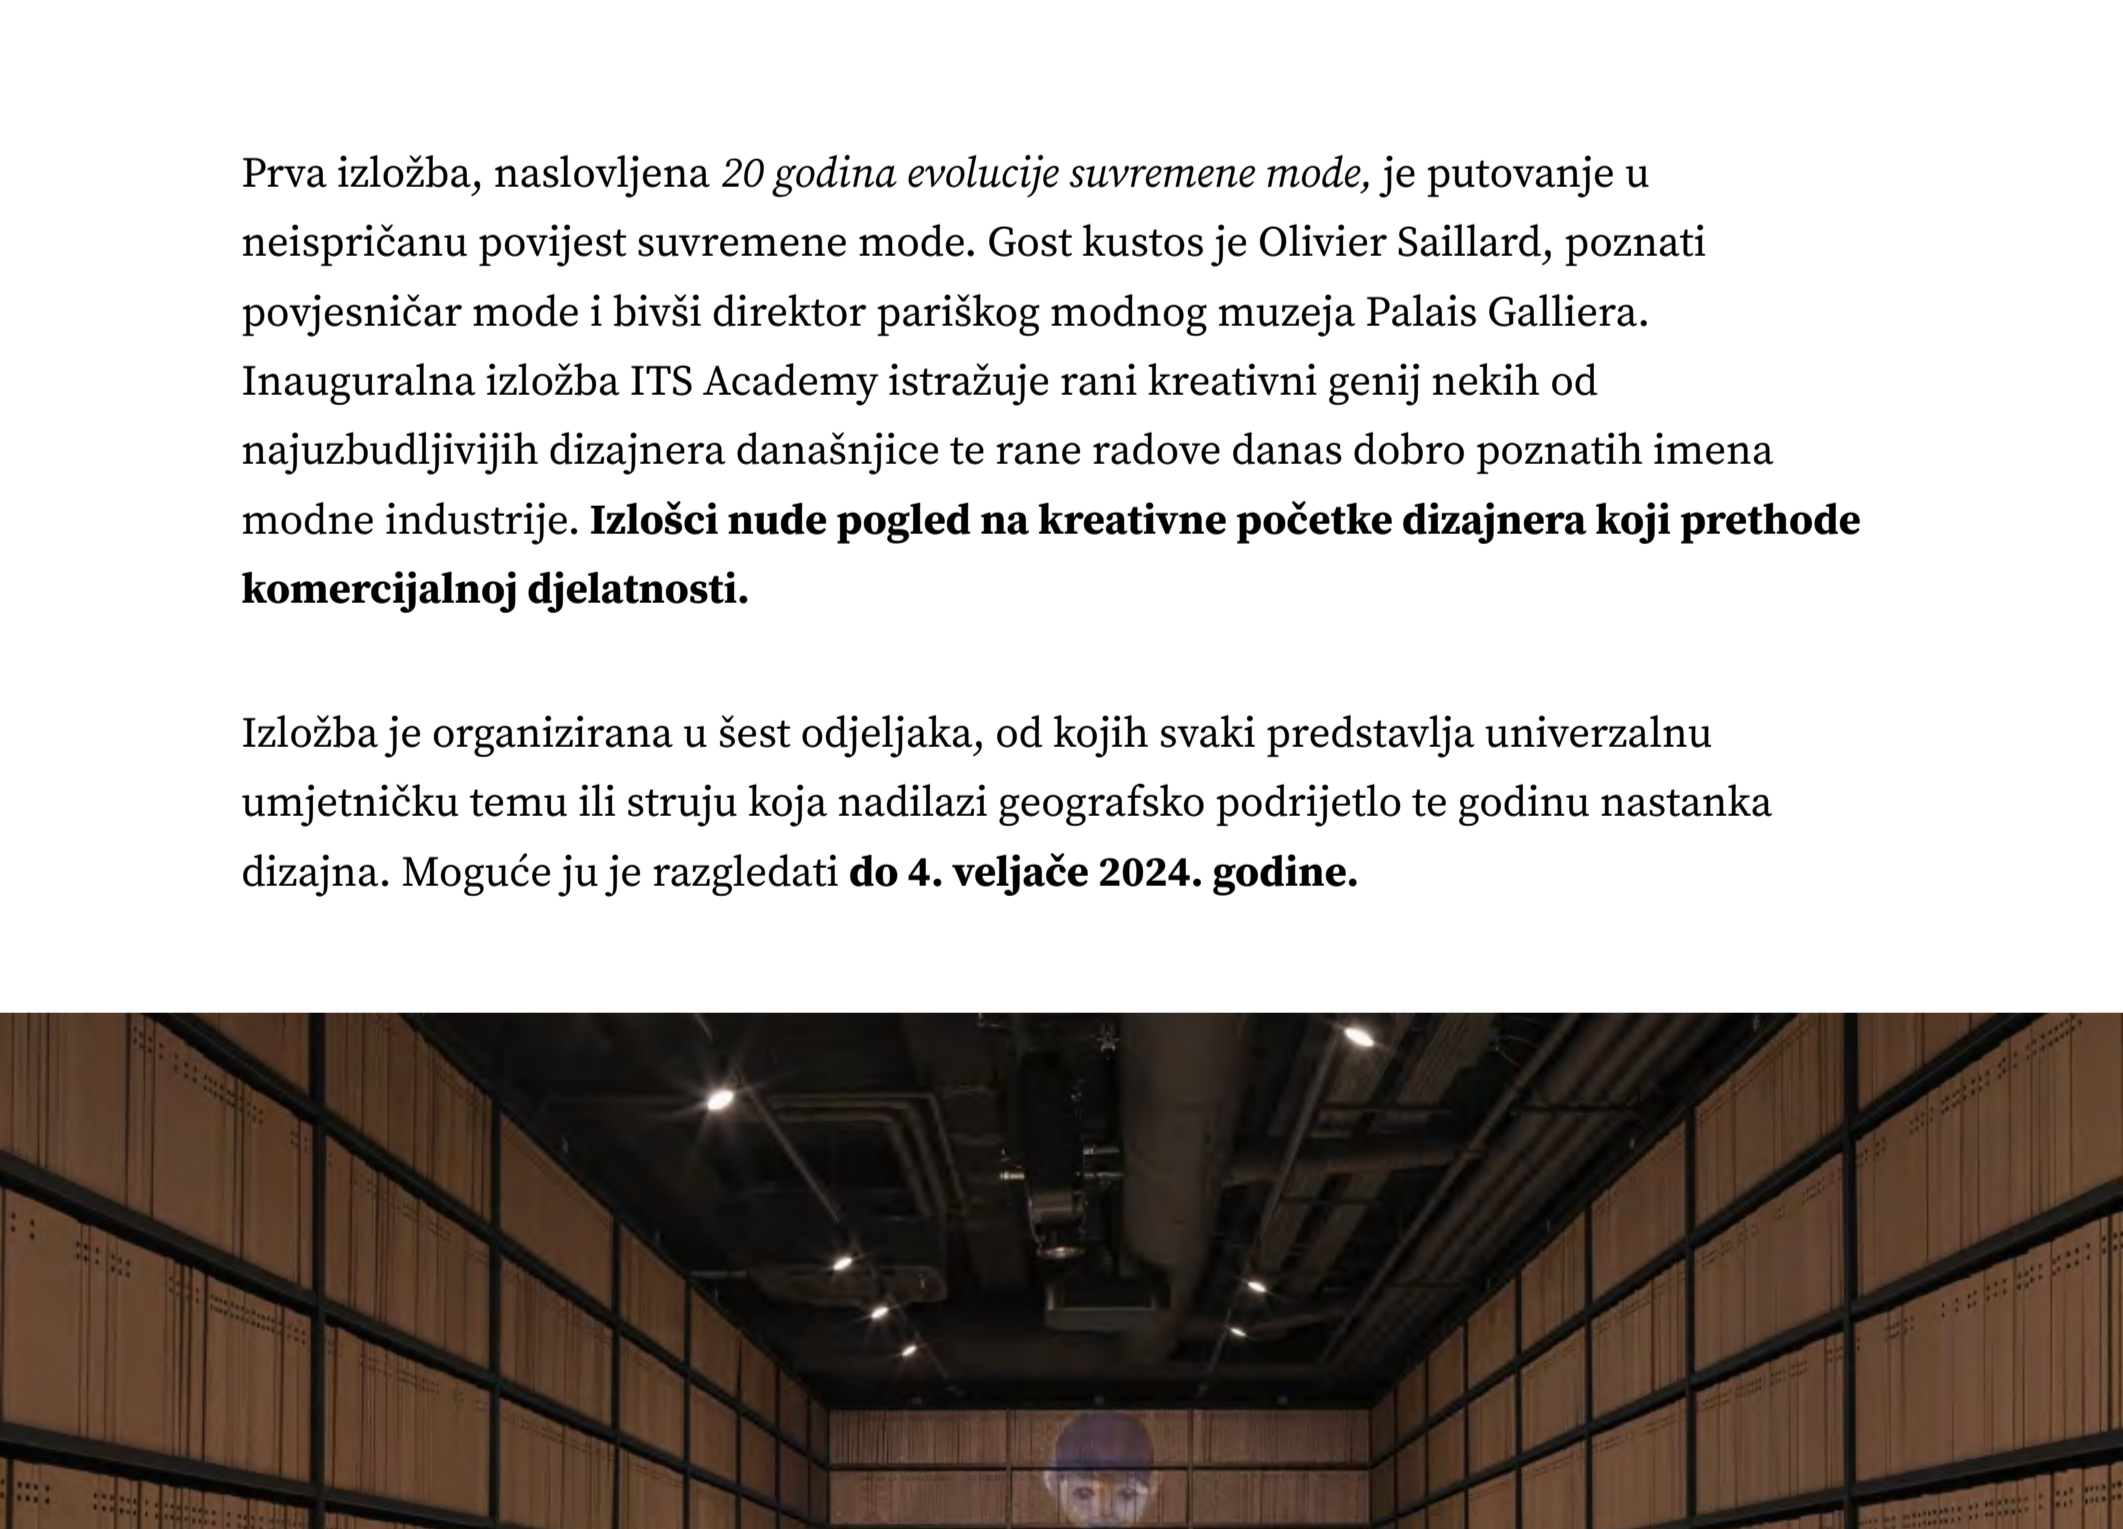 Prva izložba, naslovljena 20 godina evolucije suvremene mode, je putovanje u
neispričanu povijest suvremene mode. Gost kustos je Olivier Saillard, poznati
povjesničar mode i bivši direktor pariškog modnog muzeja Palais Galliera.
Inauguralna izložba ITS Academy istražuje rani kreativni genij nekih od
najuzbudljivijih dizajnera današnjice te rane radove danas dobro poznatih imena
modne industrije. Izlošci nude pogled na kreativne početke dizajnera koji prethode
komercijalnoj djelatnosti.
Izložba je organizirana u šest odjeljaka, od kojih svaki predstavlja univerzalnu
umjetničku temu ili struju koja nadilazi geografsko podrijetlo te godinu nastanka
dizajna. Moguće ju je razgledati do 4. veljače 2024. godine.